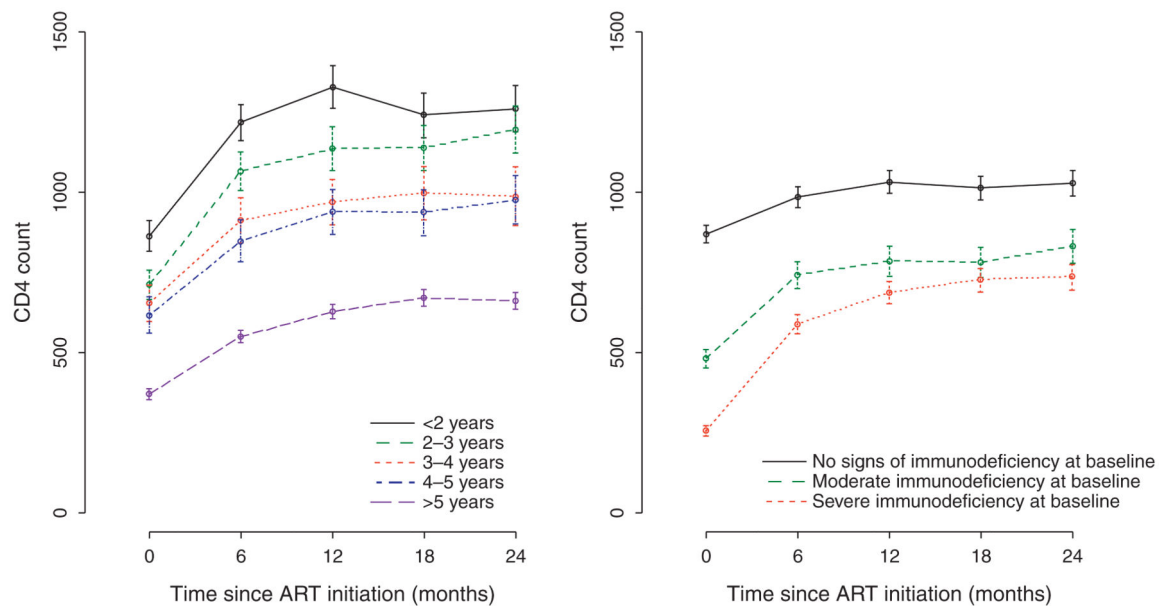 1500
1000
500
0
CD4 count
<2 years
2–3 years
3–4 years
4–5 years
>5 years
0 6 12 18 24
Time since ART initiation (months)
1500
1000
500
0
CD4 count
No signs of immunodeficiency at baseline
Moderate immunodeficiency at baseline
Severe immunodeficiency at baseline
0 6 12 18 24
Time since ART initiation (months)